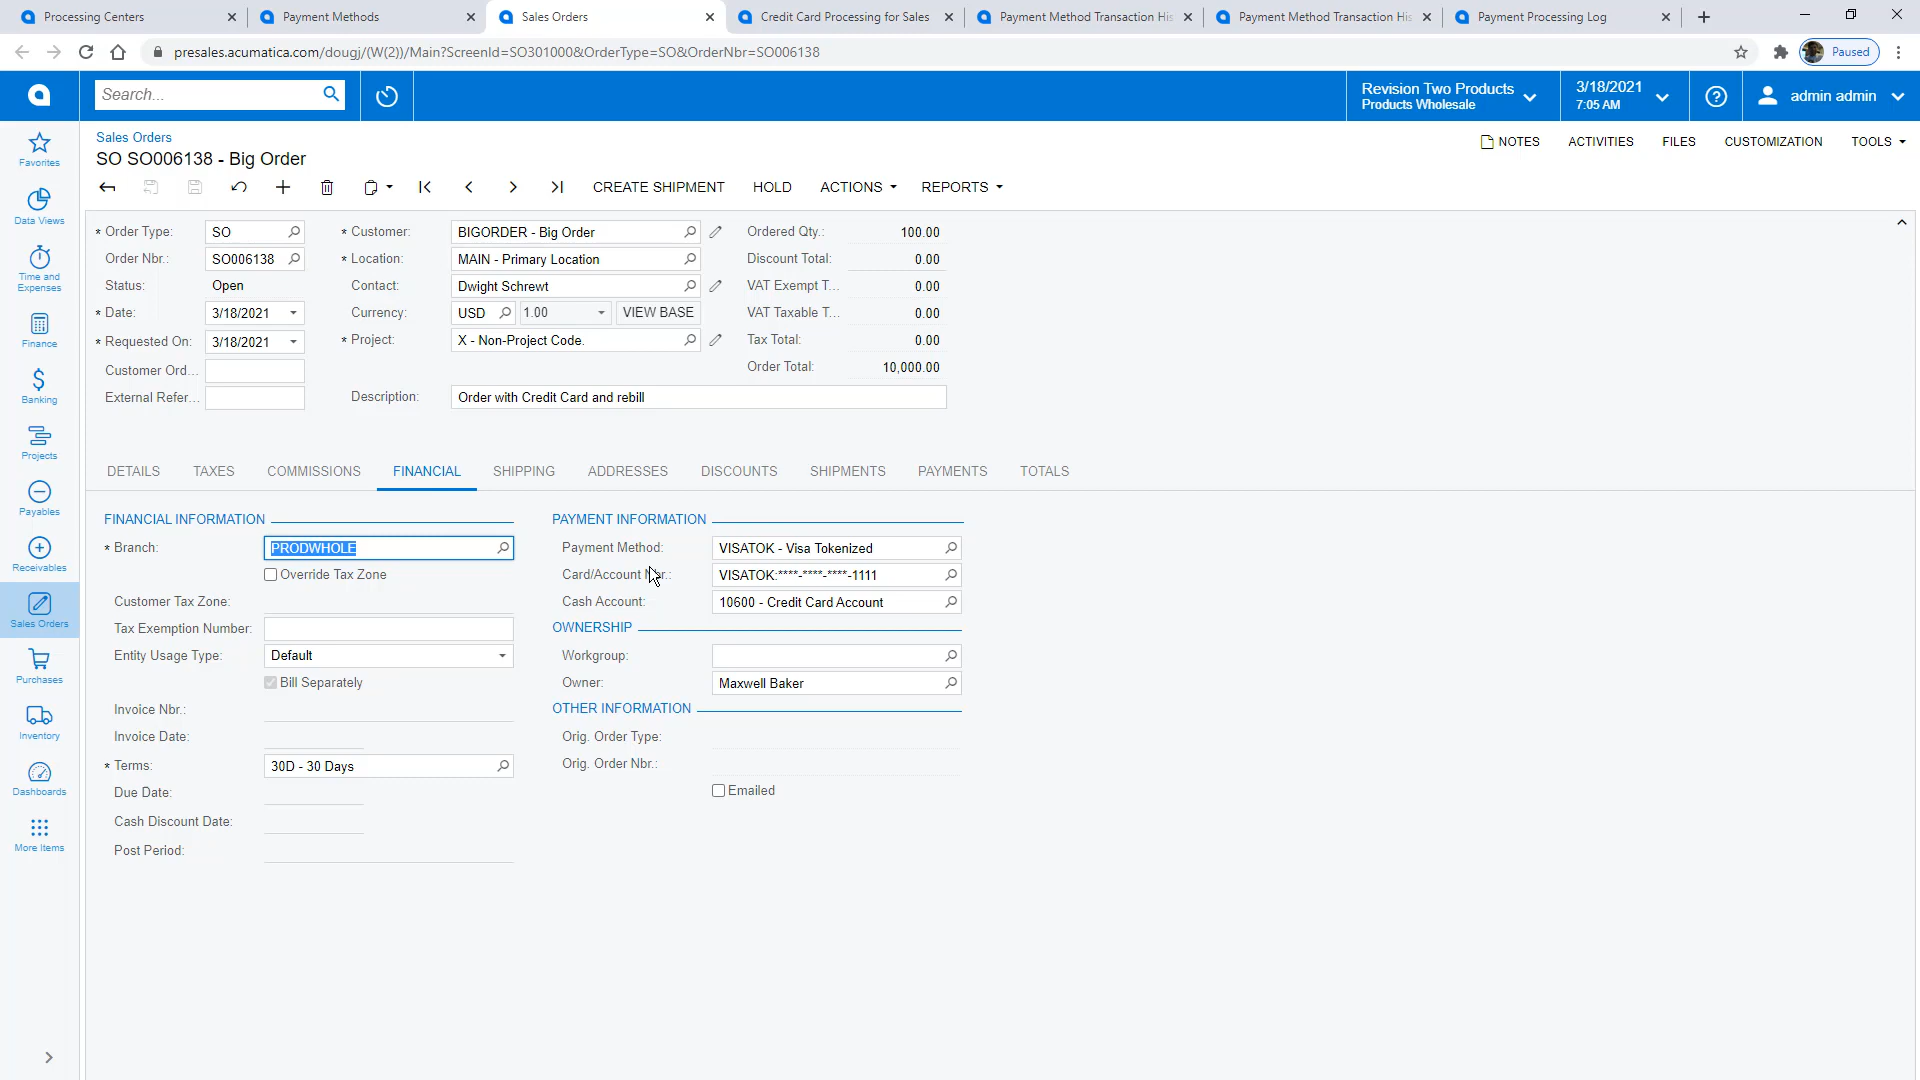 Processing Centers
Payment Methods
Sales Orders
Credit Card Processing for Sales
Payment Method Transaction His
Payment Method Transaction His
Payment Processing Log
presales.acumatica.com/dougj/(W(2))/Main?ScreenId=SO301000&OrderType=SO&OrderNbr=SO006138
Paused
Search...
Revision Two Products
Products Wholesale
3/18/2021
7:05 AM
admin admin
Favorites
Data Views
Time and
Expenses
Finance
Banking
Projects
Payables
Receivables
Sales Orders
Purchases
Inventory
Dashboards
More Items
Sales Orders
SO SO006138 - Big Order
NOTES ACTIVITIES FILES CUSTOMIZATION TOOLS
CREATE SHIPMENT HOLD ACTIONS REPORTS
* Order Type: SO
Order Nbr.: SO006138
Status: Open
* Date: 3/18/2021
* Requested On: 3/18/2021
Customer Ord...
External Refer...
* Customer: BIGORDER - Big Order
* Location: MAIN - Primary Location
Contact: Dwight Schrewt
Currency: USD 1.00 VIEW BASE
* Project: X - Non-Project Code.
Description: Order with Credit Card and rebill
Ordered Qty.: 100.00
Discount Total: 0.00
VAT Exempt T... 0.00
VAT Taxable T... 0.00
Tax Total: 0.00
Order Total: 10,000.00
DETAILS TAXES COMMISSIONS FINANCIAL SHIPPING ADDRESSES DISCOUNTS SHIPMENTS PAYMENTS TOTALS
FINANCIAL INFORMATION
* Branch: PRODWHOLE
Override Tax Zone
Customer Tax Zone:
Tax Exemption Number:
Entity Usage Type: Default
Bill Separately
Invoice Nbr.:
Invoice Date:
* Terms: 30D - 30 Days
Due Date:
Cash Discount Date:
Post Period:
PAYMENT INFORMATION
Payment Method: VISATOK - Visa Tokenized
Card/Account Nbr.: VISATOK:****-****-****-1111
Cash Account: 10600 - Credit Card Account
OWNERSHIP
Workgroup:
Owner: Maxwell Baker
OTHER INFORMATION
Orig. Order Type:
Orig. Order Nbr.:
Emailed